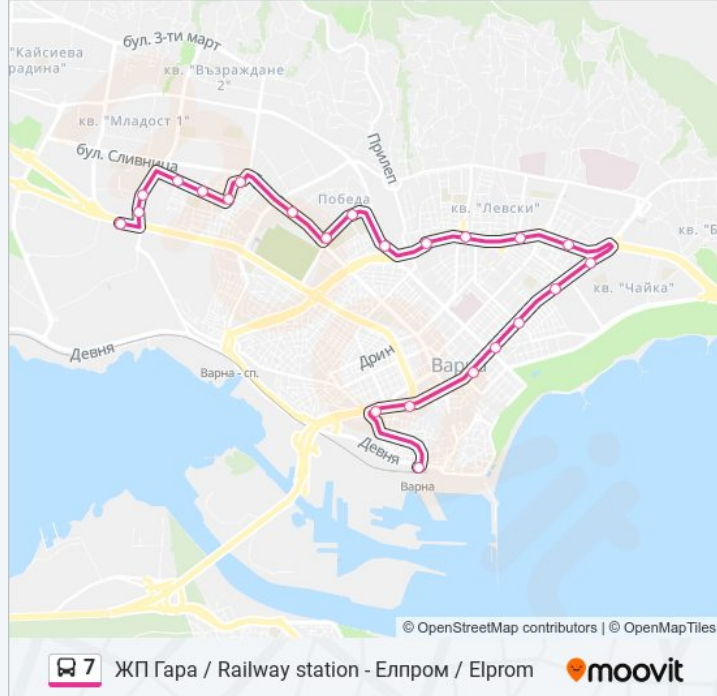 бул. 3-ти март
"Кайсиева
радина"
кв. "Възраждане
2"
кв. "Младост 1"
бул. Сливница
Прилеп
Победа
кв. "Левски"
кв. "Б
кв. "Чайка"
Девня
Дрин
Варна
Варна - сп.
Девня
Варна
© OpenStreetMap contributors | © OpenMapTiles
7 ЖП Гара / Railway station - Елпром / Elprom
moovit